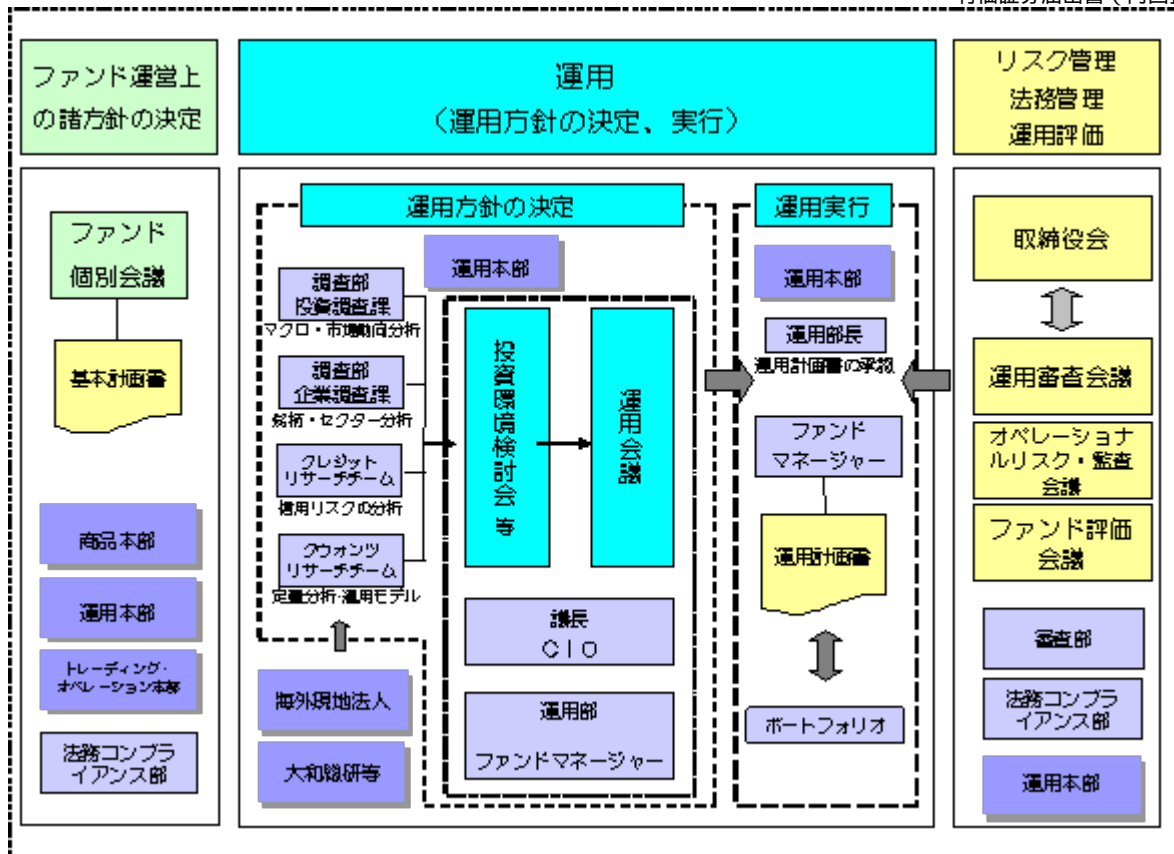 有価証券届出書（内国投
ファンド運営上
の諸方針の決定
運用
（運用方針の決定、実行）
リスク管理
法務管理
運用評価
ファンド
個別会議
基本計画書
商品本部
運用本部
トレーディング・
オペレーション本部
法務コンプラ
イアンス部
運用方針の決定
運用本部
調査部
投資調査課
マクロ・市場動向分析
調査部
企業調査課
銘柄・セクター分析
クレジット
リサーチチーム
信用リスクの分析
クウォンツ
リサーチチーム
定量分析・運用モデル
海外現地法人
大和総研等
投資環境検討会 等
運用会議
議長
CIO
運用部
ファンドマネージャー
運用実行
運用本部
運用部長
運用計画書の承認
ファンド
マネージャー
運用計画書
ポートフォリオ
取締役会
運用審査会議
オペレーショナ
ルリスク・監査
会議
ファンド評価
会議
審査部
法務コンプラ
イアンス部
運用本部